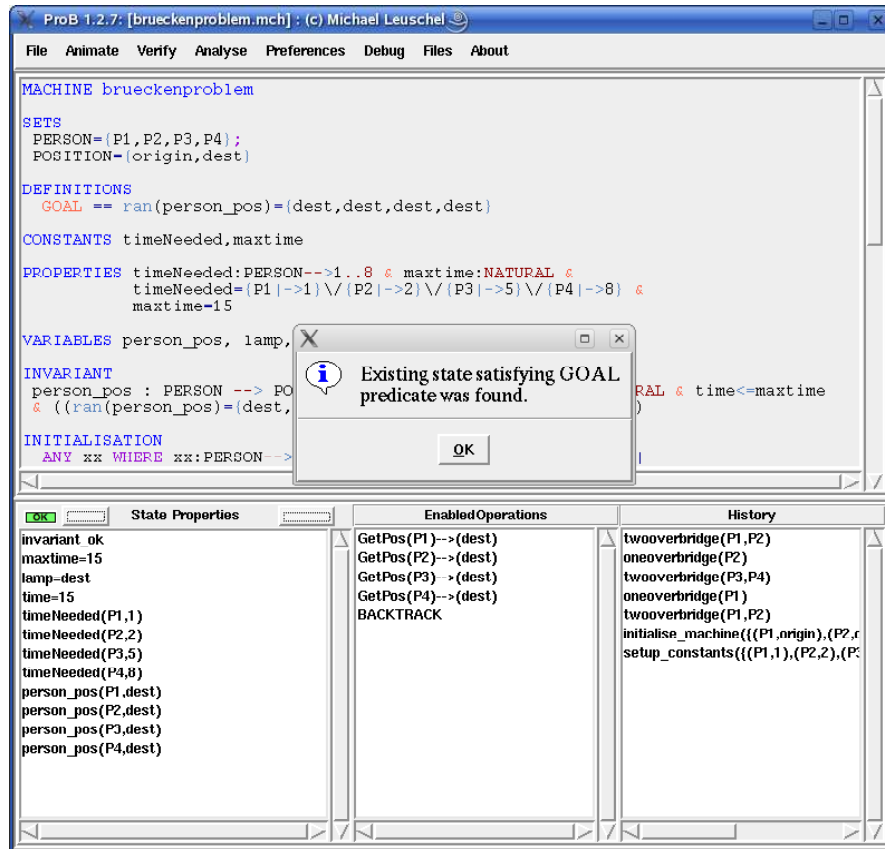 ProB 1.2.7: [brueckenproblem.mch] : (c) Michael Leuschel
File Animate Verify Analyse Preferences Debug Files About
MACHINE brueckenproblem
SETS
PERSON={P1,P2,P3,P4};
POSITION={origin,dest}
DEFINITIONS
GOAL == ran(person_pos)={dest,dest,dest,dest}
CONSTANTS timeNeeded,maxtime
PROPERTIES timeNeeded:PERSON-->1..8 & maxtime:NATURAL &
timeNeeded={P1|->1}\/{P2|->2}\/{P3|->5}\/{P4|->8} &
maxtime=15
VARIABLES person_pos, lamp,
INVARIANT
person_pos : PERSON --> PO RAL & time<=maxtime
& ((ran(person_pos)={dest, )
INITIALISATION
ANY xx WHERE xx:PERSON-->
Existing state satisfying GOAL
predicate was found.
OK
OK State Properties
invariant_ok
maxtime=15
lamp=dest
time=15
timeNeeded(P1,1)
timeNeeded(P2,2)
timeNeeded(P3,5)
timeNeeded(P4,8)
person_pos(P1,dest)
person_pos(P2,dest)
person_pos(P3,dest)
person_pos(P4,dest)
EnabledOperations
GetPos(P1)-->(dest)
GetPos(P2)-->(dest)
GetPos(P3)-->(dest)
GetPos(P4)-->(dest)
BACKTRACK
History
twooverbridge(P1,P2)
oneoverbridge(P2)
twooverbridge(P3,P4)
oneoverbridge(P1)
twooverbridge(P1,P2)
initialise_machine({(P1,origin),(P2,o
setup_constants({(P1,1),(P2,2),(P3